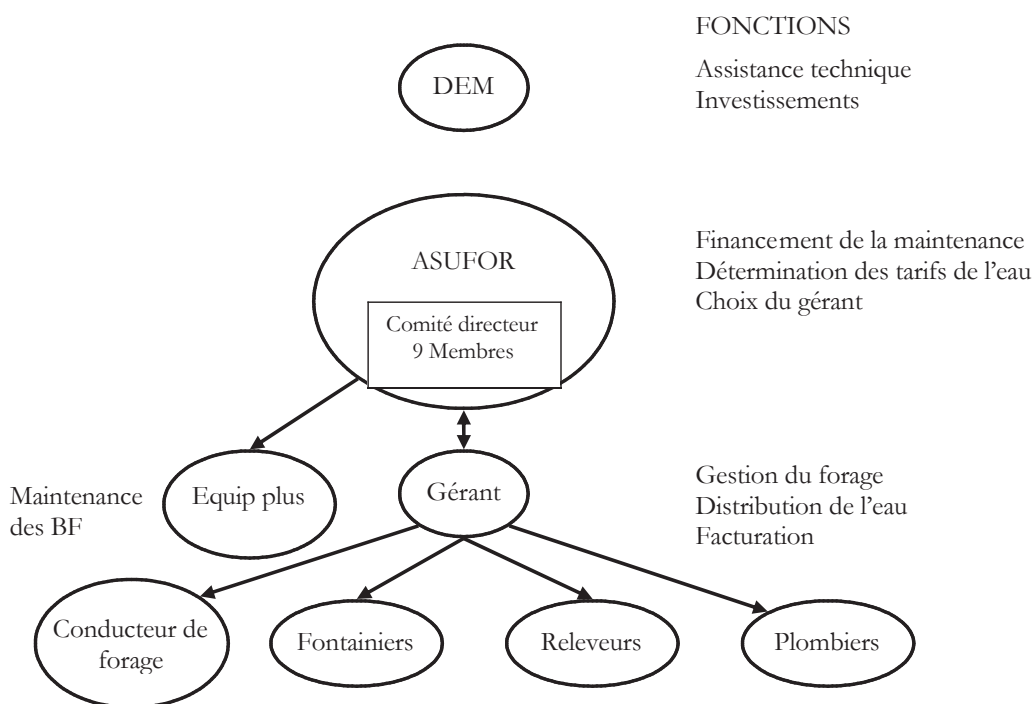 FONCTIONS
DEM
Assistance technique
Investissements
ASUFOR
Comité directeur
9 Membres
Financement de la maintenance
Détermination des tarifs de l'eau
Choix du gérant
Maintenance
des BF
Equip plus
Gérant
Gestion du forage
Distribution de l'eau
Facturation
Conducteur de
forage
Fontainiers
Releveurs
Plombiers